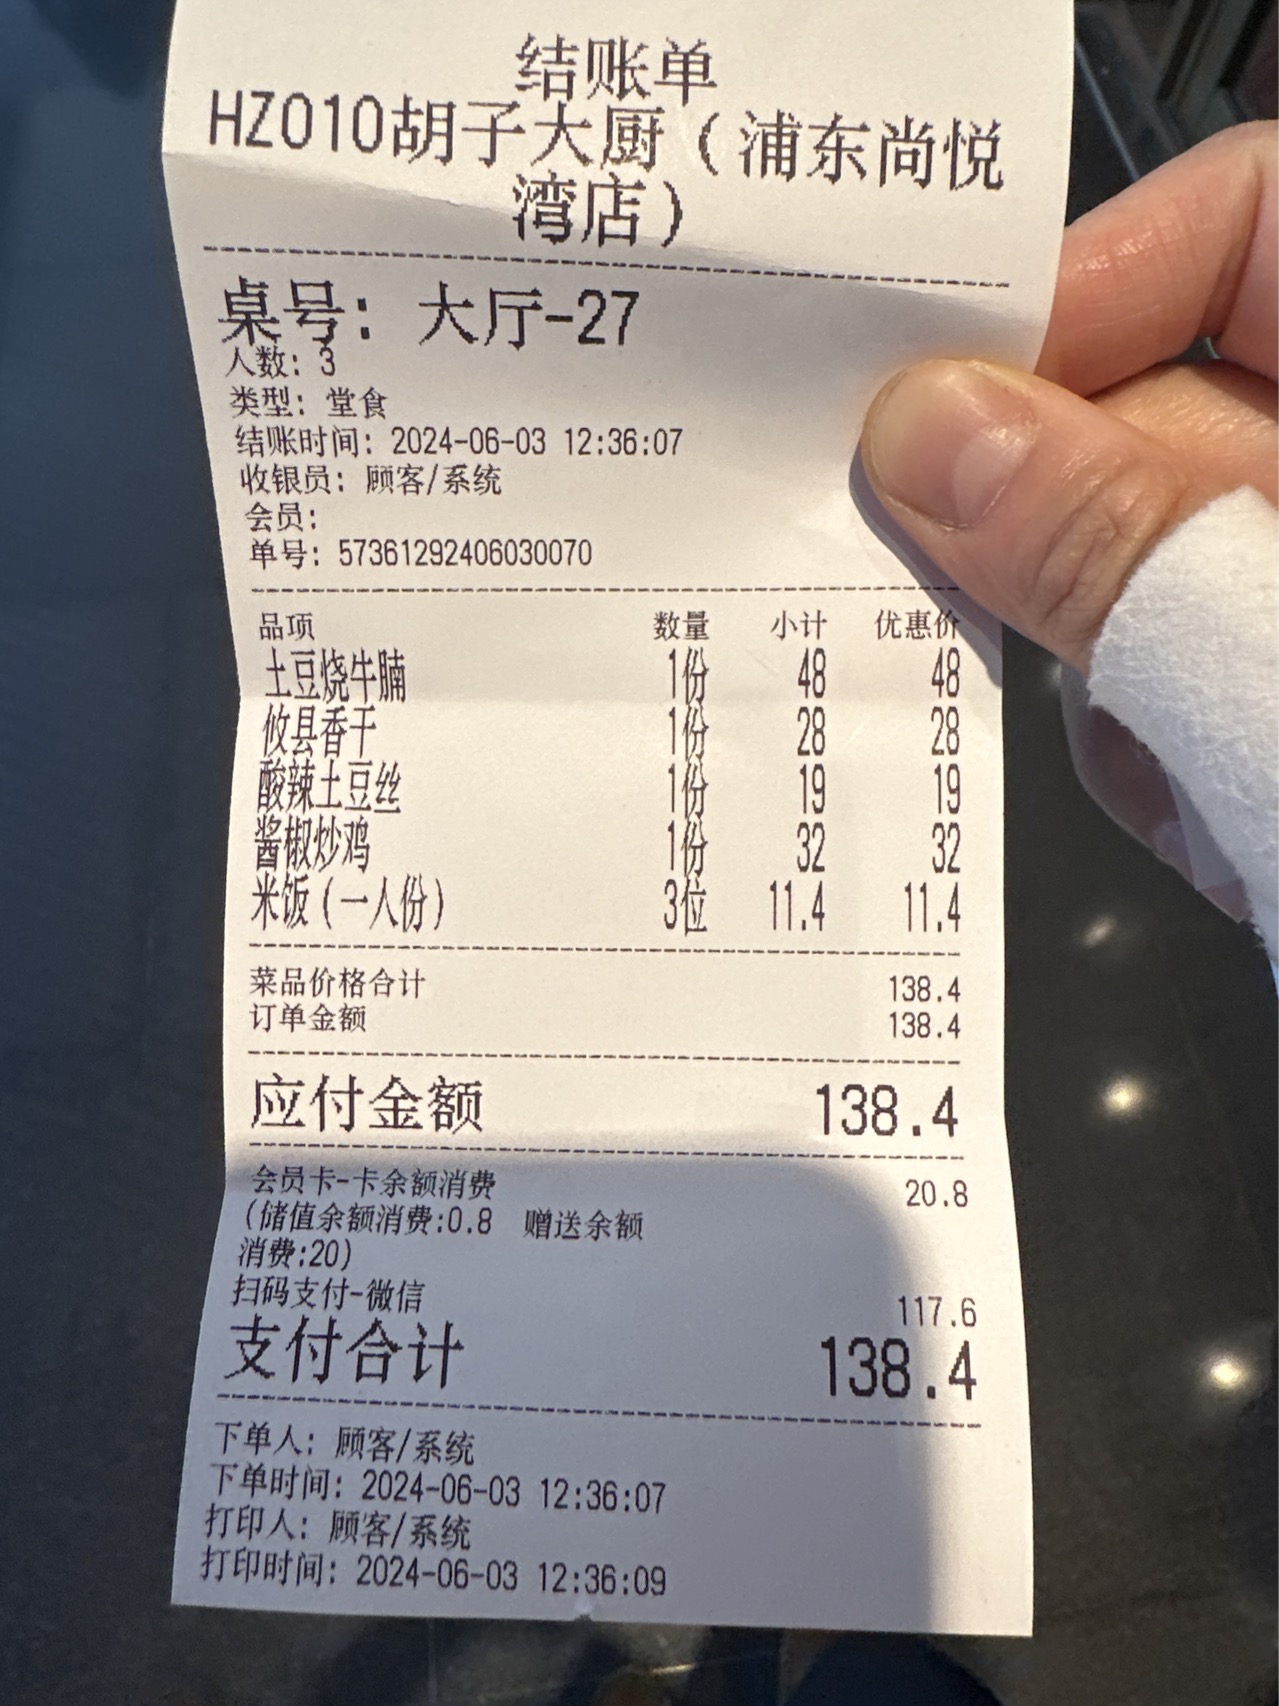 结账单
HZ010胡子大厨（浦东尚悦
湾店）
桌号：大厅-27
人数：3
类型：堂食
结账时间：2024-06-03 12:36:07
收银员：顾客/系统
会员：
单号：573612924060300​70
品项 数量 小计 优惠价
土豆烧牛腩 1份 48 48
攸县香干 1份 28 28
酸辣土豆丝 1份 19 19
酱椒炒鸡 1份 32 32
米饭（一人份） 3位 11.4 11.4
菜品价格合计 138.4
订单金额 138.4
应付金额 138.4
会员卡-卡余额消费 20.8
(储值余额消费:0.8 赠送余额
消费:20)
扫码支付-微信 117.6
支付合计 138.4
下单人：顾客/系统
下单时间：2024-06-03 12:36:07
打印人：顾客/系统
打印时间：2024-06-03 12:36:09